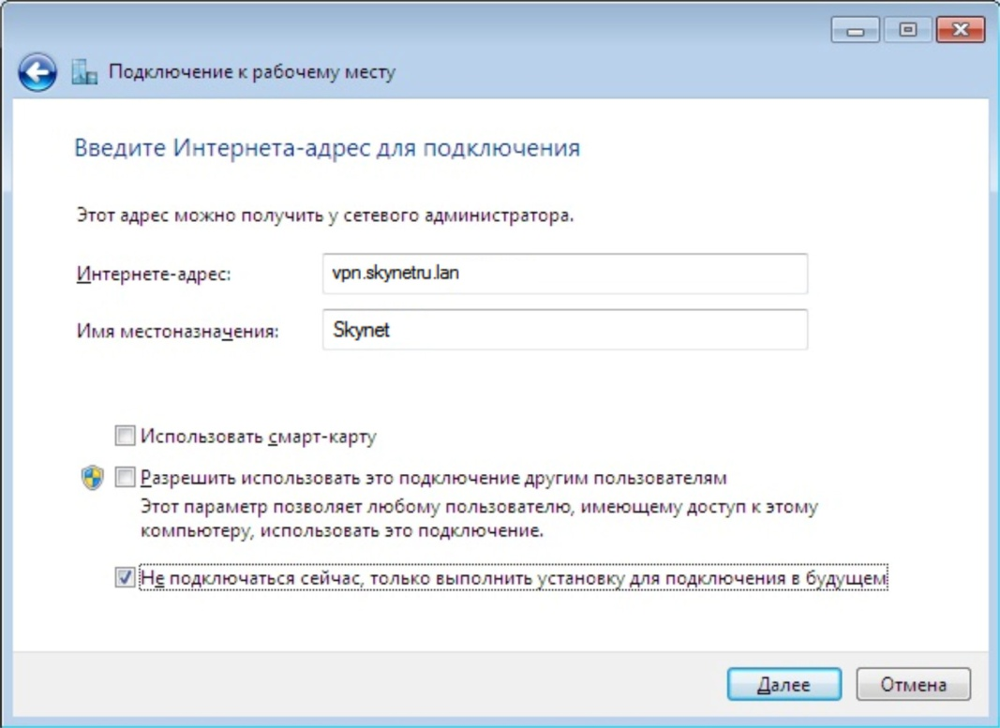 Подключение к рабочему месту
Введите Интернета-адрес для подключения
Этот адрес можно получить у сетевого администратора.
Интернете-адрес: vpn.skynetru.lan
Имя местоназначения: Skynet
Использовать смарт-карту
Разрешить использовать это подключение другим пользователям
Этот параметр позволяет любому пользователю, имеющему доступ к этому
компьютеру, использовать это подключение.
Не подключаться сейчас, только выполнить установку для подключения в будущем
Далее Отмена